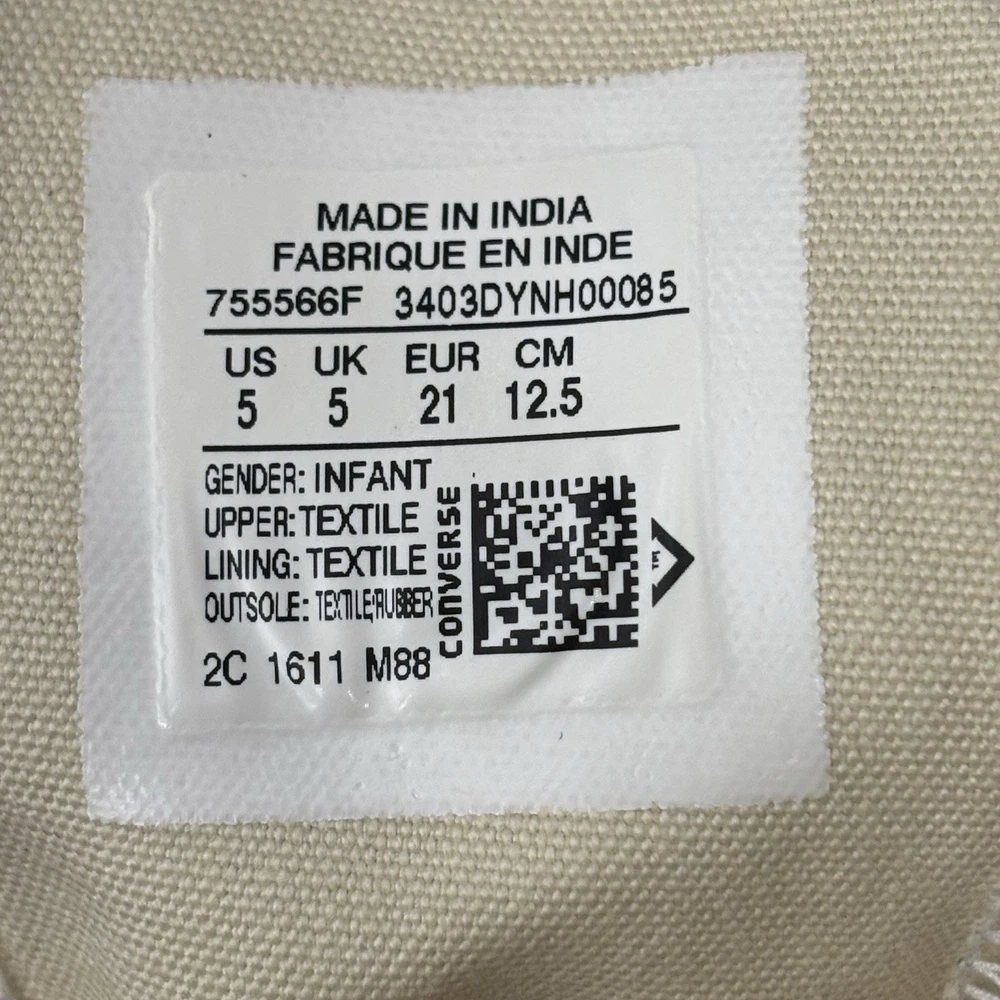 MADE IN INDIA
FABRIQUE EN INDE
755566F 3403DYNH00085
US UK EUR CM
5 5 21 12.5
GENDER: INFANT
UPPER: TEXTILE
LINING: TEXTILE
OUTSOLE: TEXTILE/RUBBER
2C 1611 M88
CONVERSE